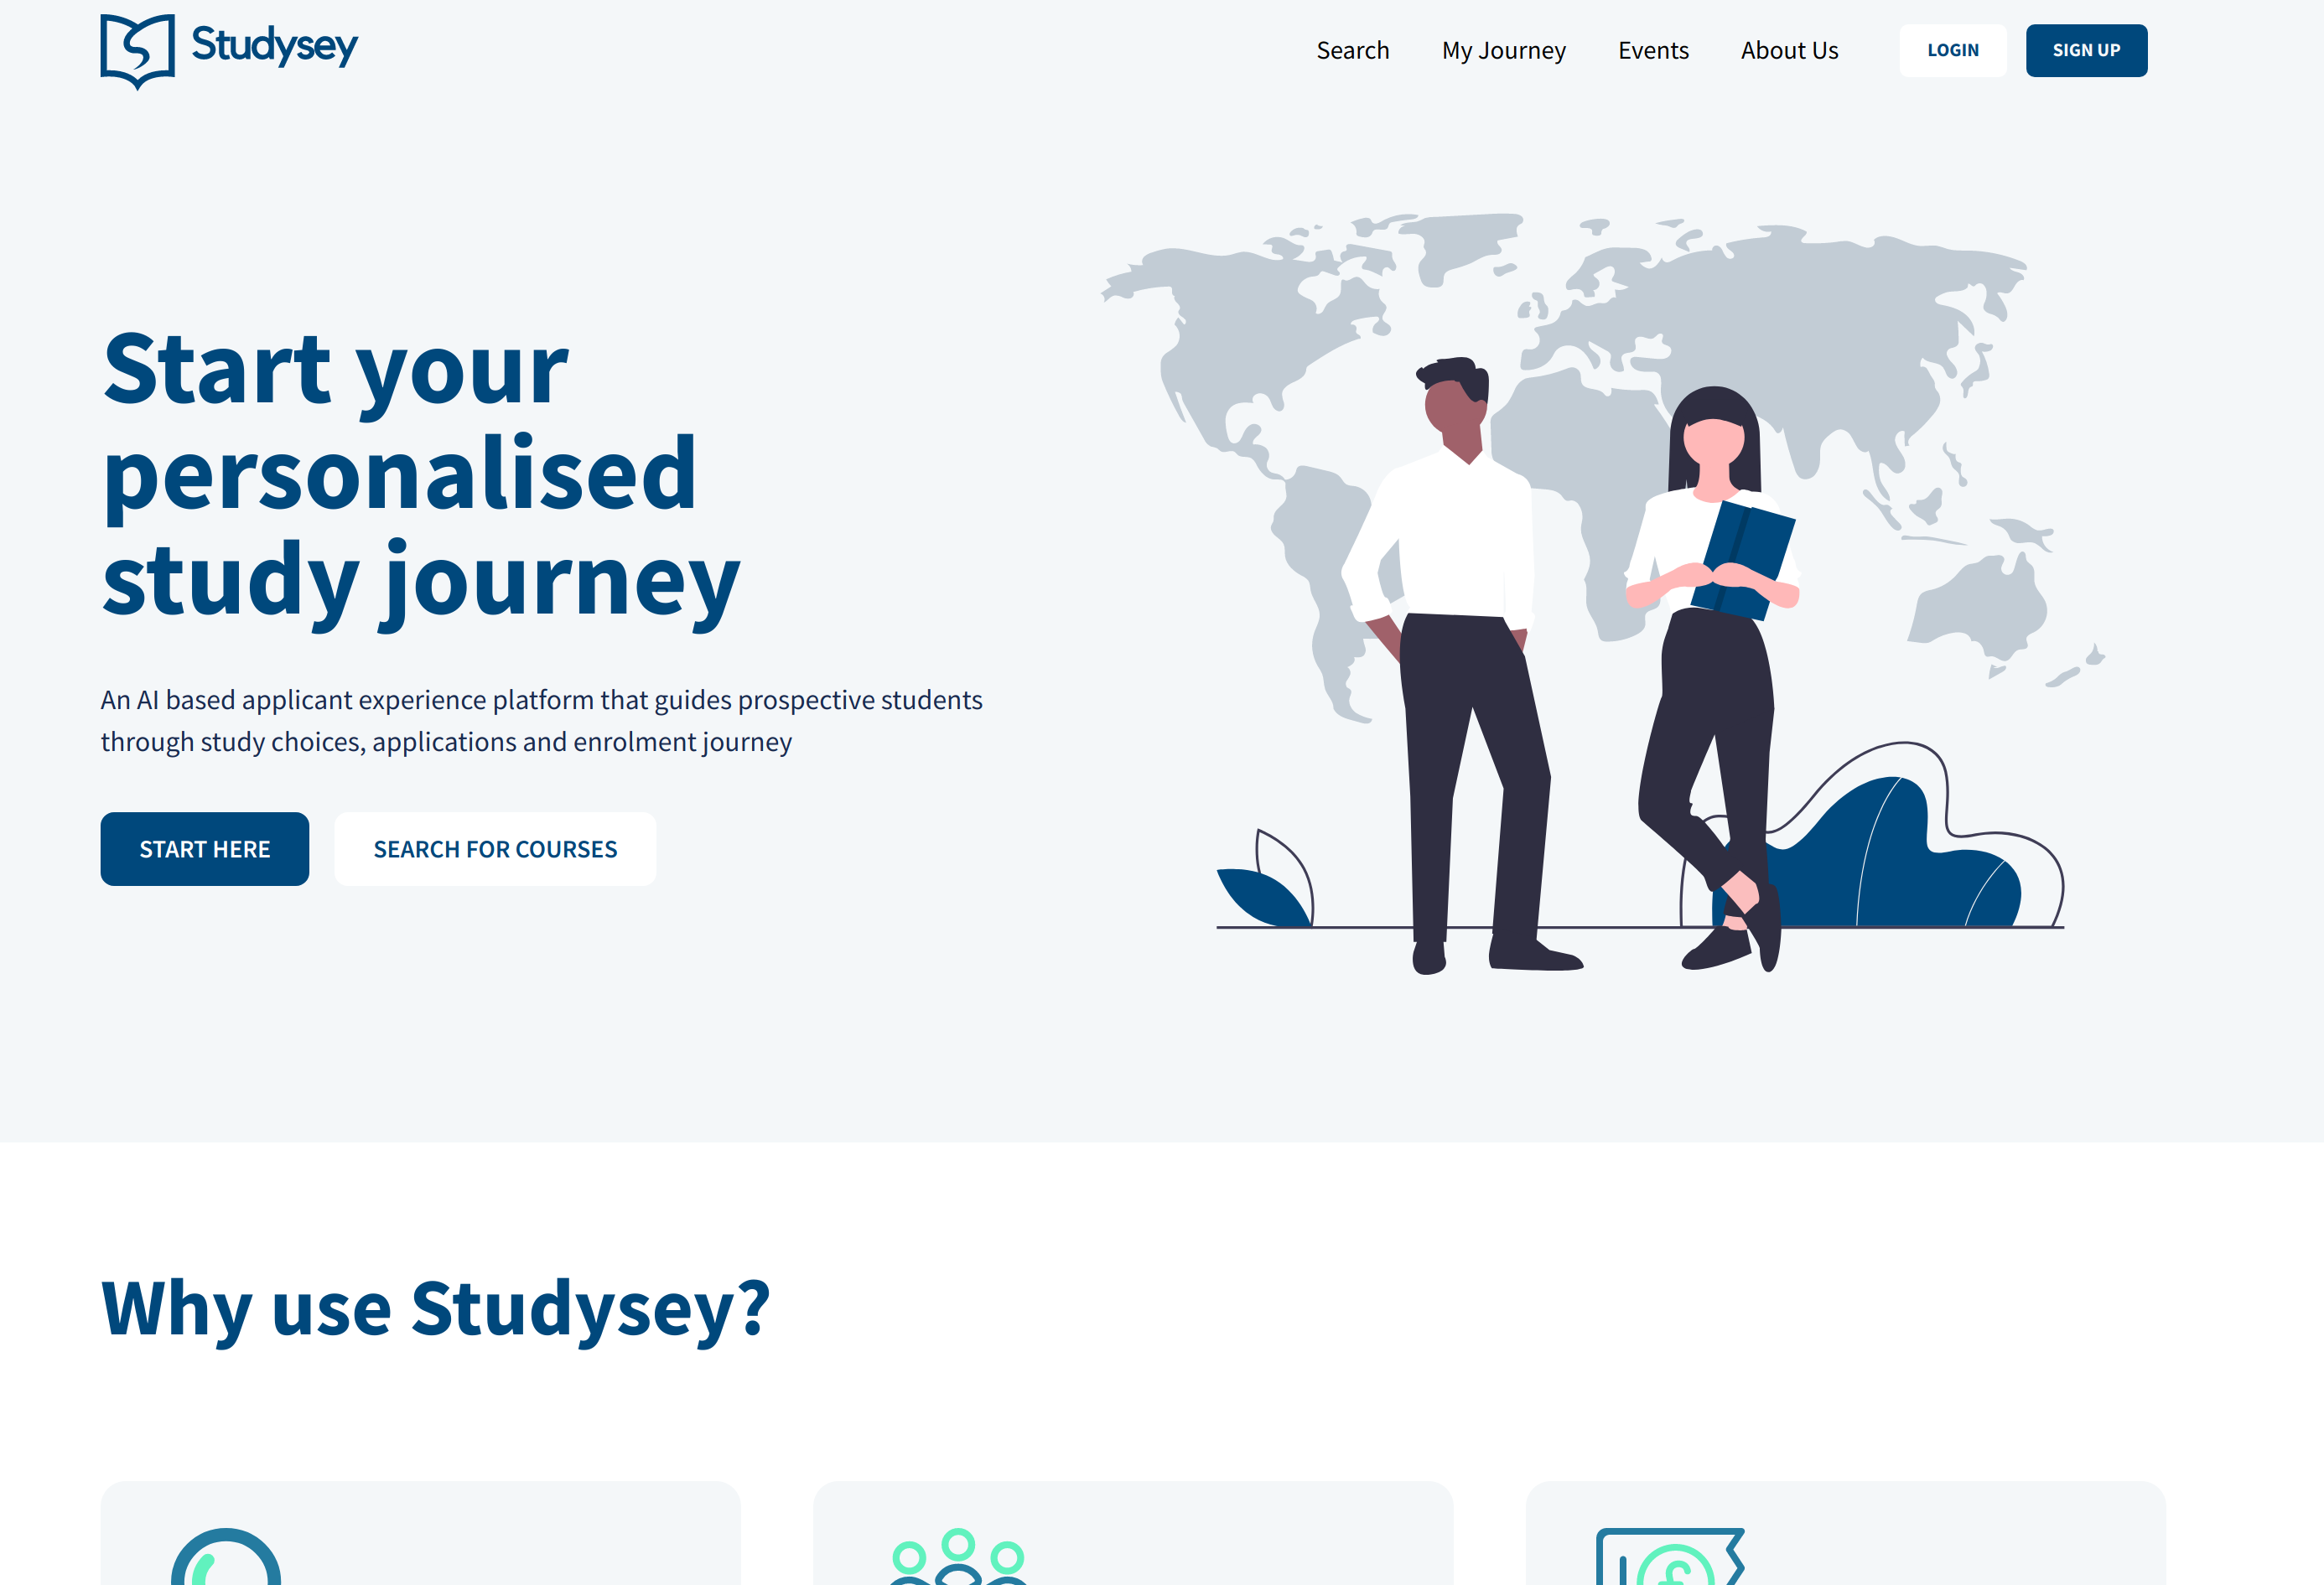 Studysey
Search
My Journey
Events
About Us
LOGIN
SIGN UP
Start your
personalised
study journey
An AI based applicant experience platform that guides prospective students
through study choices, applications and enrolment journey
START HERE
SEARCH FOR COURSES
Why use Studysey?